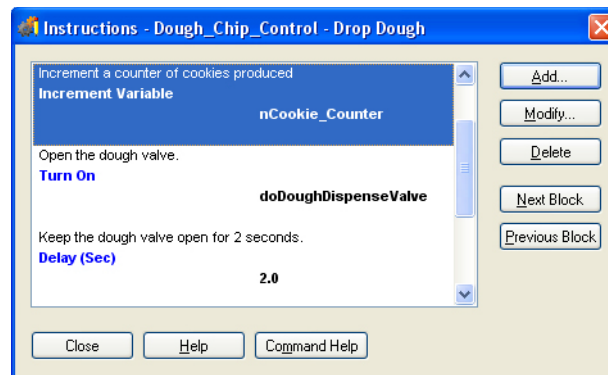 Instructions - Dough_Chip_Control - Drop Dough
Increment a counter of cookies produced
Increment Variable
nCookie_Counter
Open the dough valve.
Turn On
doDoughDispenseValve
Keep the dough valve open for 2 seconds.
Delay (Sec)
2.0
Add...
Modify...
Delete
Next Block
Previous Block
Close
Help
Command Help